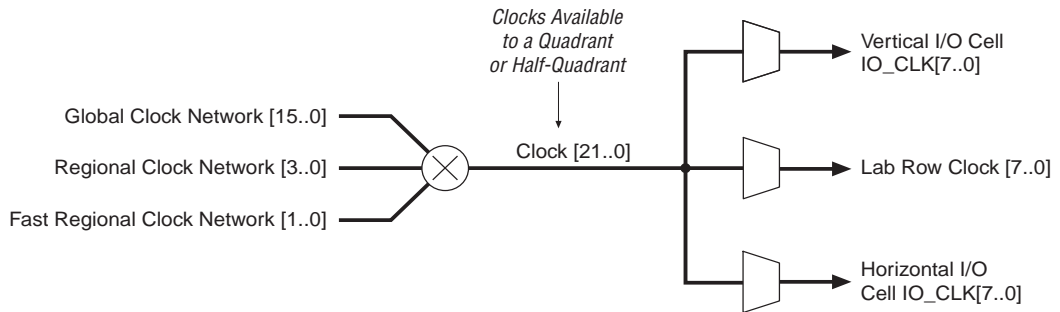 Clocks Available
to a Quadrant
or Half-Quadrant
Vertical I/O Cell
IO_CLK[7..0]
Global Clock Network [15..0]
Clock [21..0]
Regional Clock Network [3..0]
Lab Row Clock [7..0]
Fast Regional Clock Network [1..0]
Horizontal I/O
Cell IO_CLK[7..0]